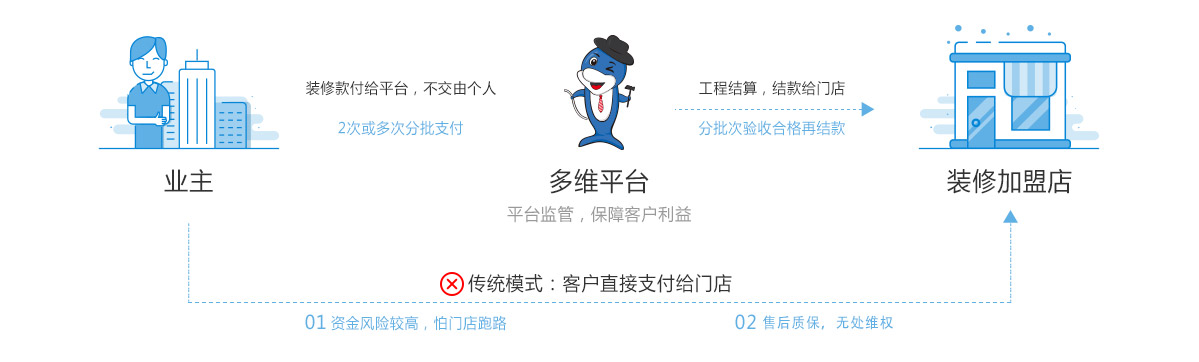 装修款付给平台，不交由个人
2次或多次分批支付
工程结算，结款给门店
分批次验收合格再结款
业主
多维平台
装修加盟店
平台监管，保障客户利益
传统模式：客户直接支付给门店
01 资金风险较高，怕门店跑路
02 售后质保，无处维权